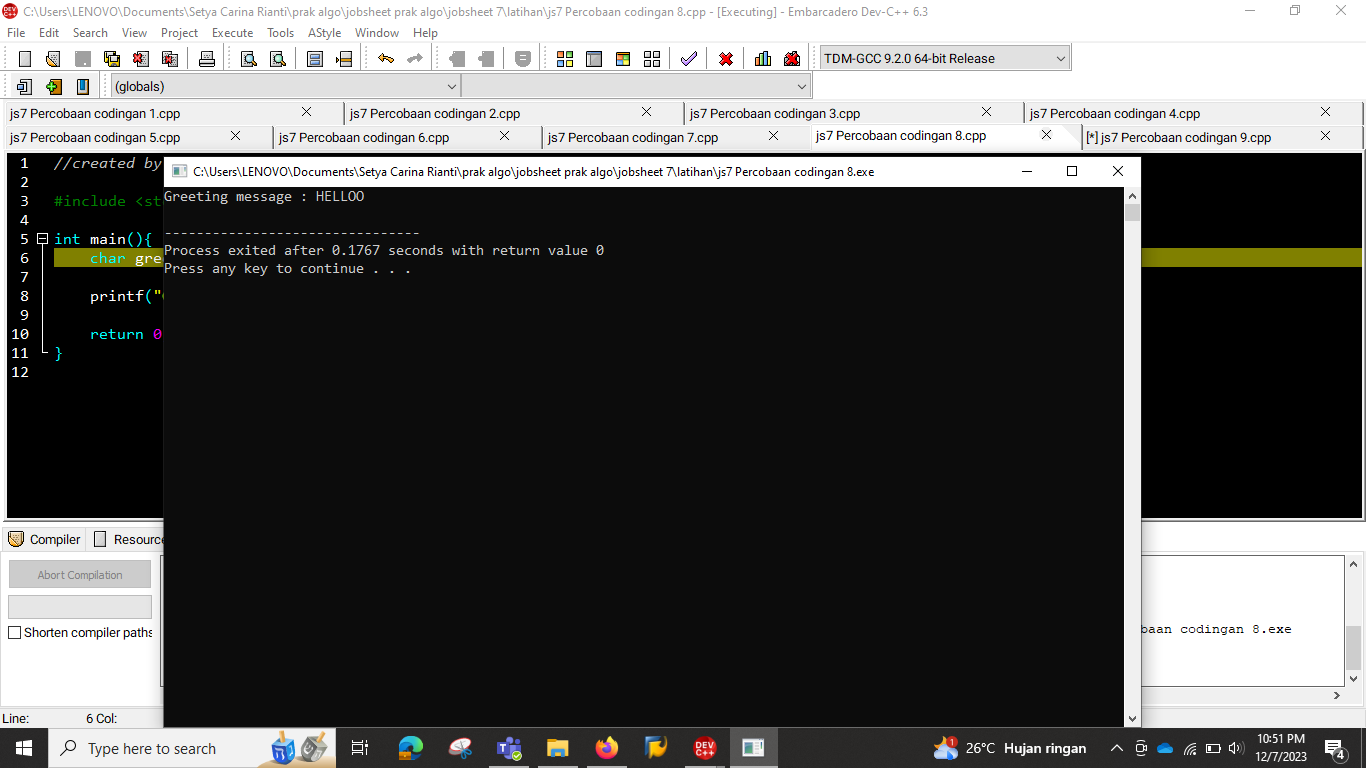 C:\Users\LENOVO\Documents\Setya Carina Rianti\prak algo\jobsheet prak algo\jobsheet 7\latihan\js7 Percobaan codingan 8.cpp - [Executing] - Embarcadero Dev-C++ 6.3
File Edit Search View Project Execute Tools AStyle Window Help
TDM-GCC 9.2.0 64-bit Release
(globals)
js7 Percobaan codingan 1.cpp js7 Percobaan codingan 2.cpp js7 Percobaan codingan 3.cpp js7 Percobaan codingan 4.cpp
js7 Percobaan codingan 5.cpp js7 Percobaan codingan 6.cpp js7 Percobaan codingan 7.cpp js7 Percobaan codingan 8.cpp [*] js7 Percobaan codingan 9.cpp
1 //created by
2
3 #include <st
4
5 int main(){
6 char gre
7
8 printf("
9
10 return 0
11 }
12
C:\Users\LENOVO\Documents\Setya Carina Rianti\prak algo\jobsheet prak algo\jobsheet 7\latihan\js7 Percobaan codingan 8.exe
Greeting message : HELLOO
--------------------------------
Process exited after 0.1767 seconds with return value 0
Press any key to continue . . .
Compiler Resource
Abort Compilation
Shorten compiler paths
baan codingan 8.exe
Line: 6 Col:
Type here to search
DEV C++
1
26°C Hujan ringan
10:51 PM
12/7/2023
4